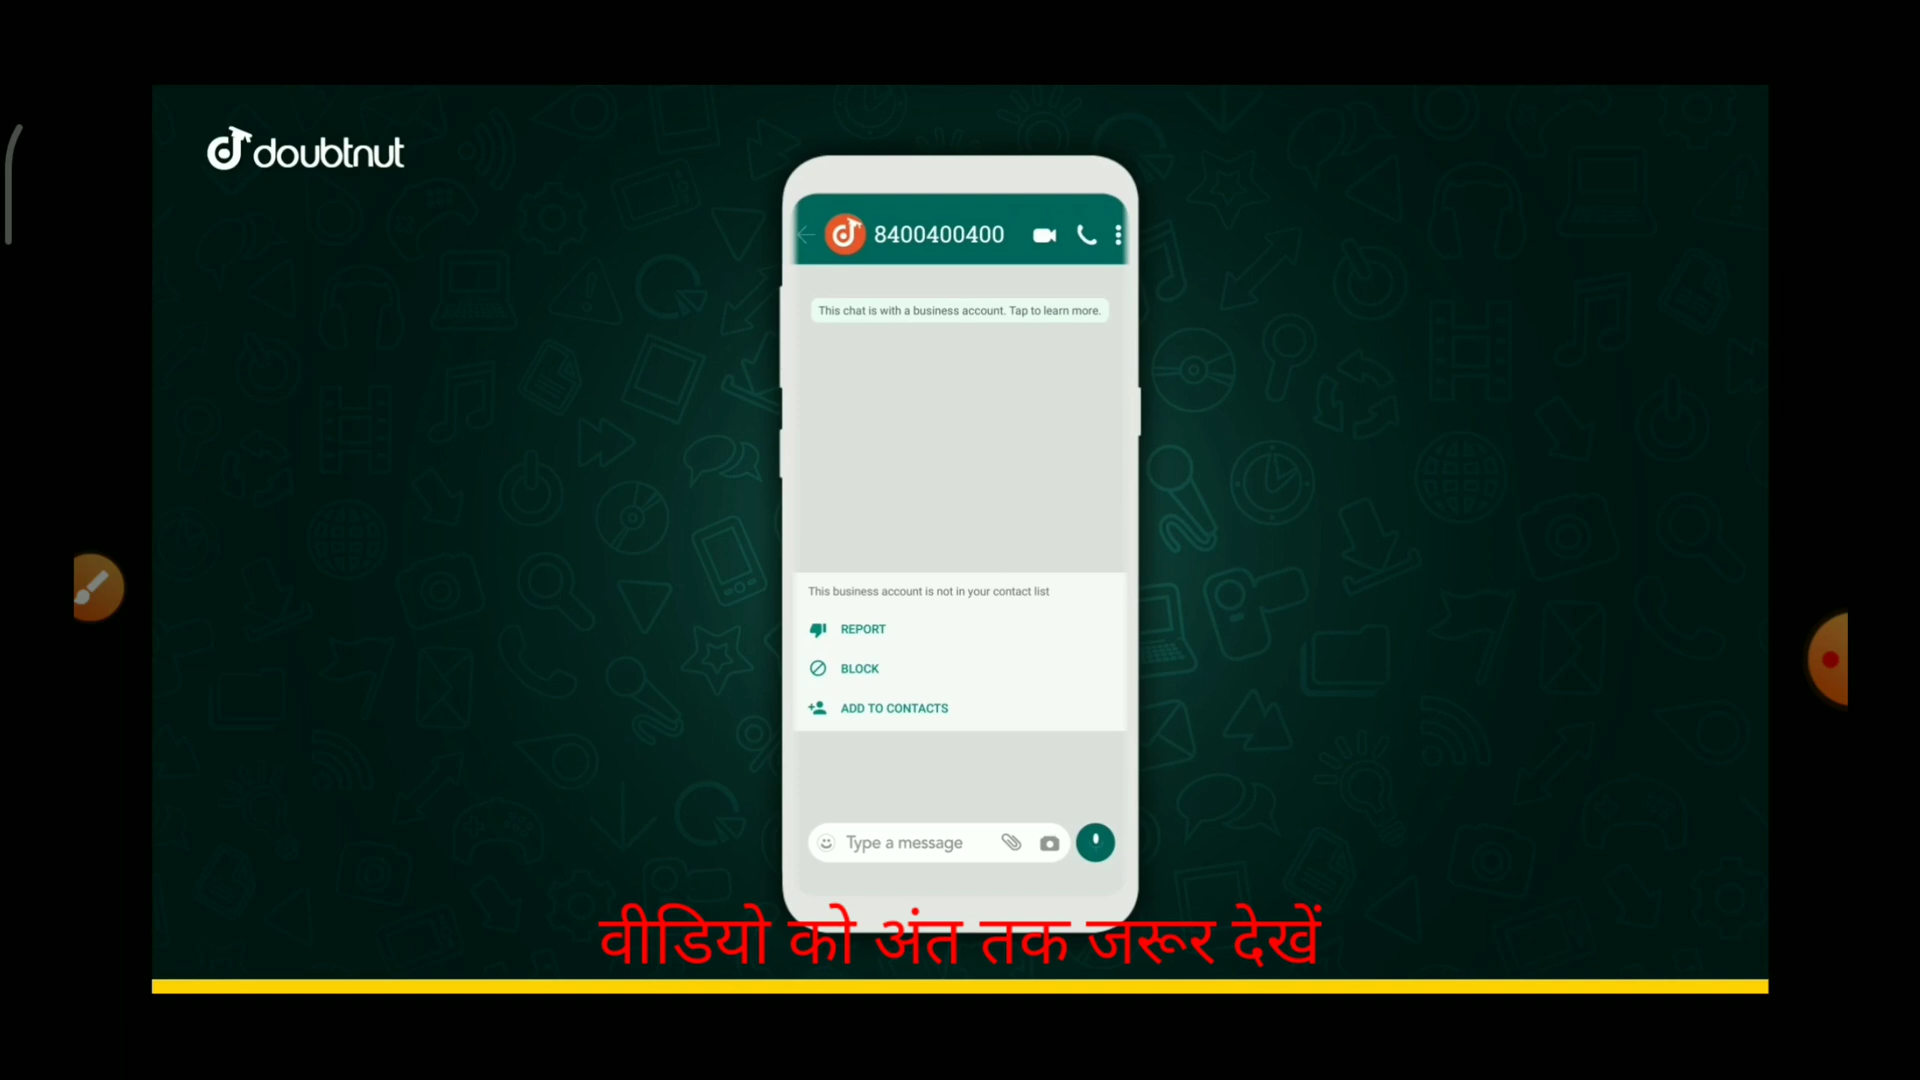 doubtnut
8400400400
This chat is with a business account. Tap to learn more.
This business account is not in your contact list
REPORT
BLOCK
ADD TO CONTACTS
Type a message
वीडियो को अंत तक जरूर देखें